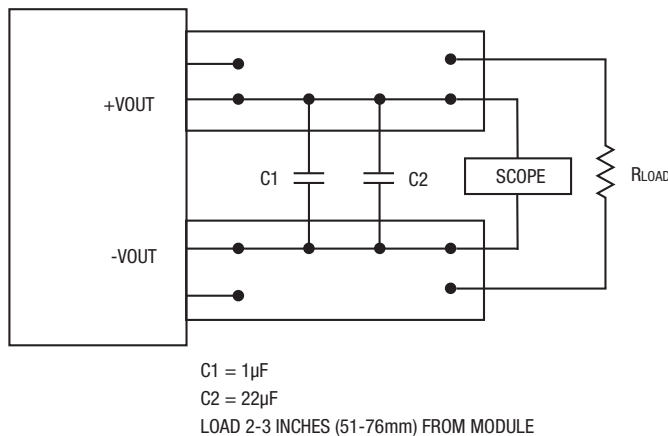 +VOUT
C1
C2
SCOPE
RLOAD
-VOUT
C1 = 1µF
C2 = 22µF
LOAD 2-3 INCHES (51-76mm) FROM MODULE